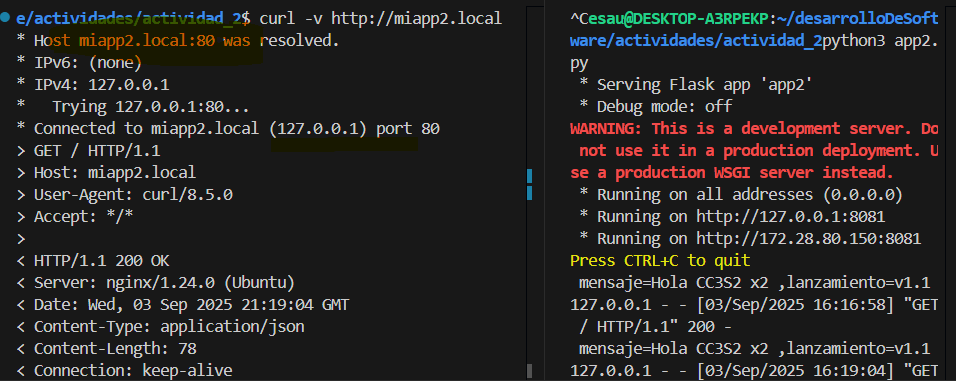 e/actividades/actividad_2$ curl -v http://miapp2.local
* Host miapp2.local:80 was resolved.
* IPv6: (none)
* IPv4: 127.0.0.1
*   Trying 127.0.0.1:80...
* Connected to miapp2.local (127.0.0.1) port 80
> GET / HTTP/1.1
> Host: miapp2.local
> User-Agent: curl/8.5.0
> Accept: */*
>
< HTTP/1.1 200 OK
< Server: nginx/1.24.0 (Ubuntu)
< Date: Wed, 03 Sep 2025 21:19:04 GMT
< Content-Type: application/json
< Content-Length: 78
< Connection: keep-alive
^Cesau@DESKTOP-A3RPEKP:~/desarrolloDeSoft
ware/actividades/actividad_2python3 app2.
py
 * Serving Flask app 'app2'
 * Debug mode: off
WARNING: This is a development server. Do
 not use it in a production deployment. U
se a production WSGI server instead.
 * Running on all addresses (0.0.0.0)
 * Running on http://127.0.0.1:8081
 * Running on http://172.28.80.150:8081
Press CTRL+C to quit
 mensaje=Hola CC3S2 x2 ,lanzamiento=v1.1
127.0.0.1 - - [03/Sep/2025 16:16:58] "GET
 / HTTP/1.1" 200 -
 mensaje=Hola CC3S2 x2 ,lanzamiento=v1.1
127.0.0.1 - - [03/Sep/2025 16:19:04] "GET